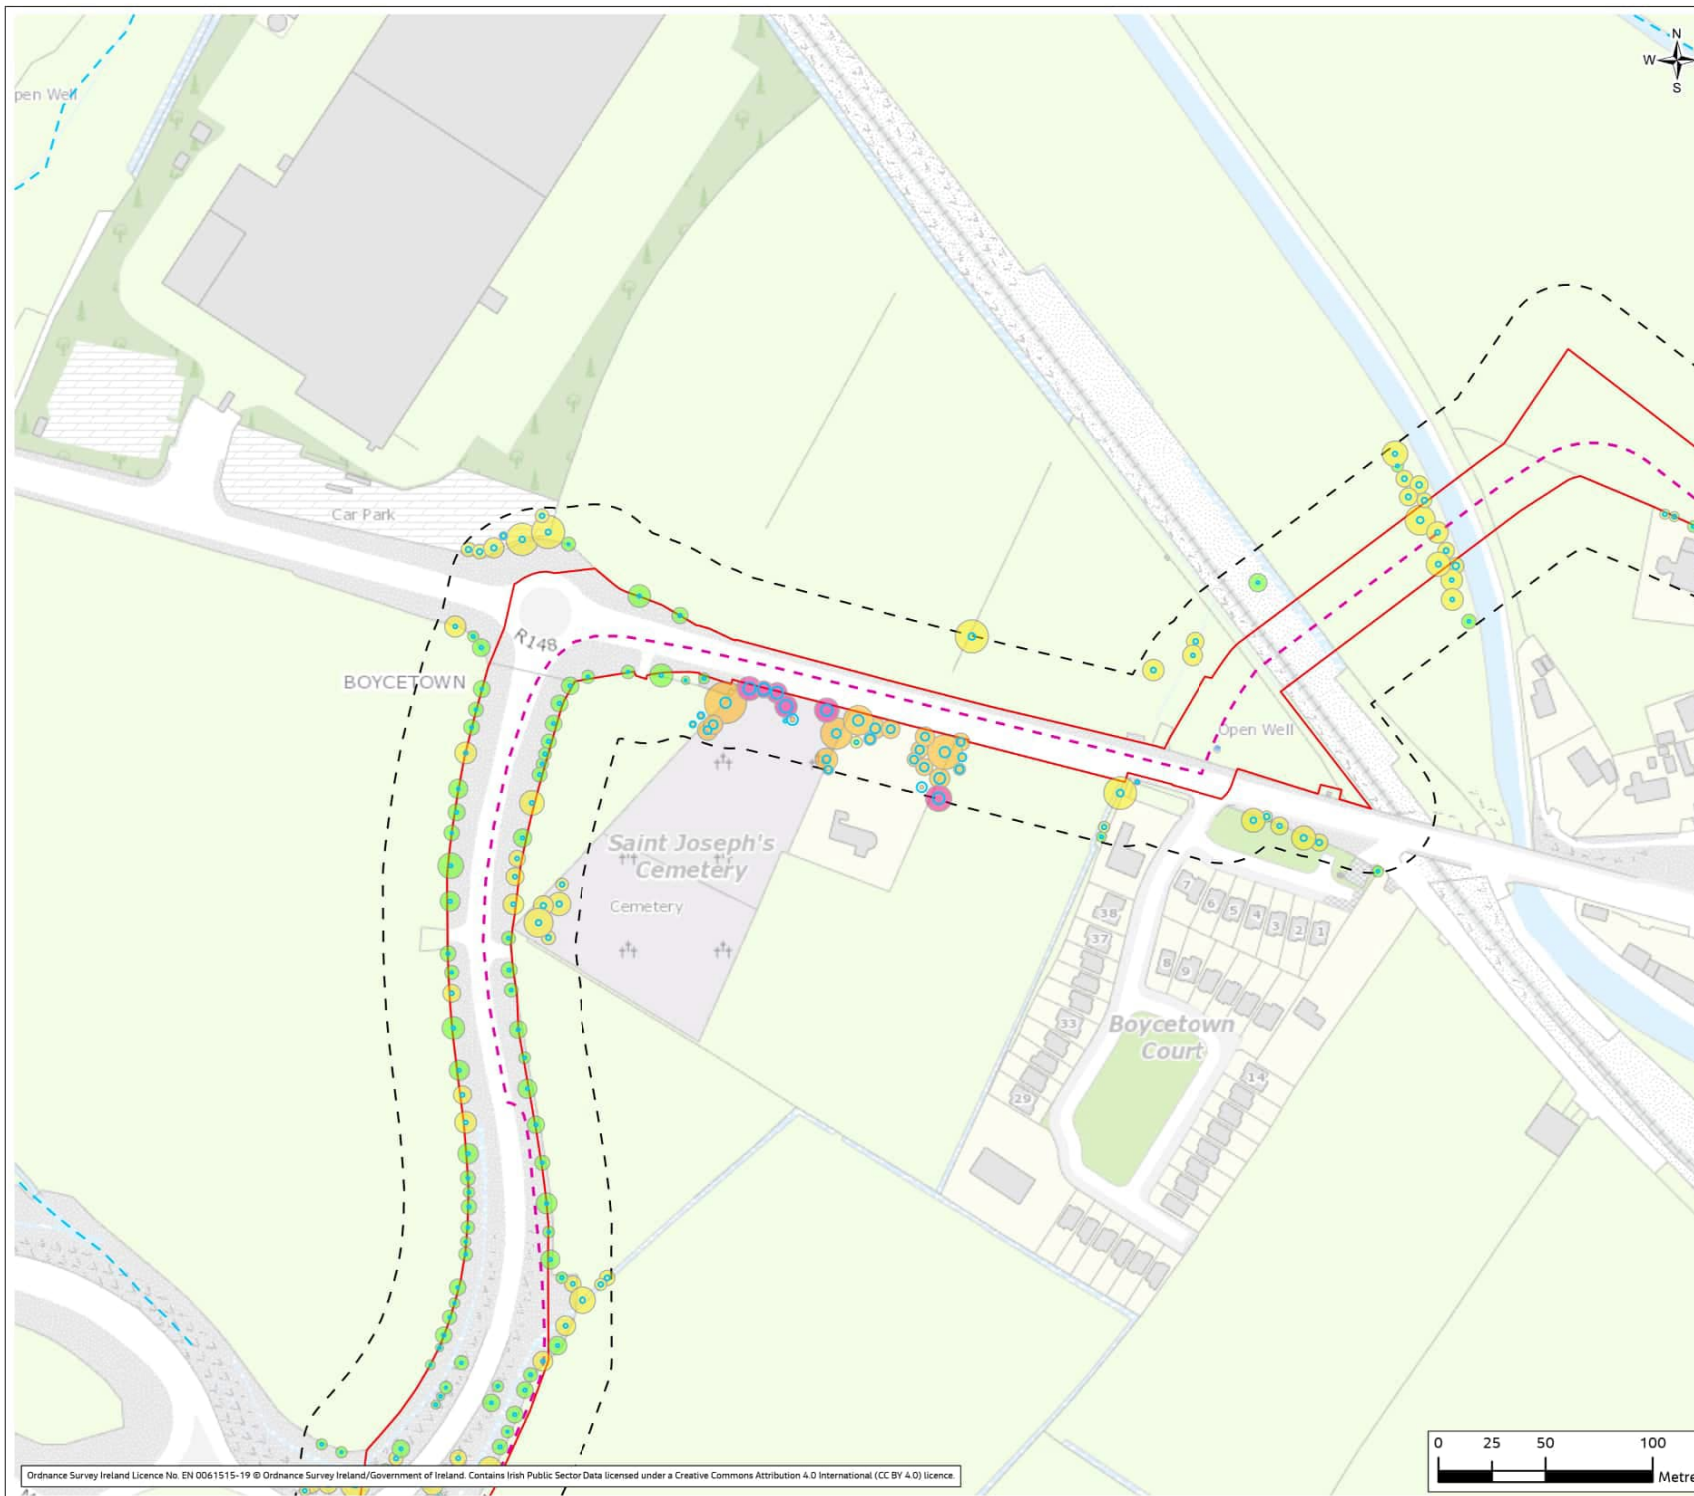 N
W
S
pen Well
Car Park
R148
BOYCETOWN
Open Well
Saint Joseph's
Cemetery
Cemetery
7
6
5
4
3
2
1
38
37
8
9
33
Boycetown
Court
14
29
0 25 50 100
Metre
Ordnance Survey Ireland Licence No. EN 0061515-19 © Ordnance Survey Ireland/Government of Ireland. Contains Irish Public Sector Data licensed under a Creative Commons Attribution 4.0 International (CC BY 4.0) licence.